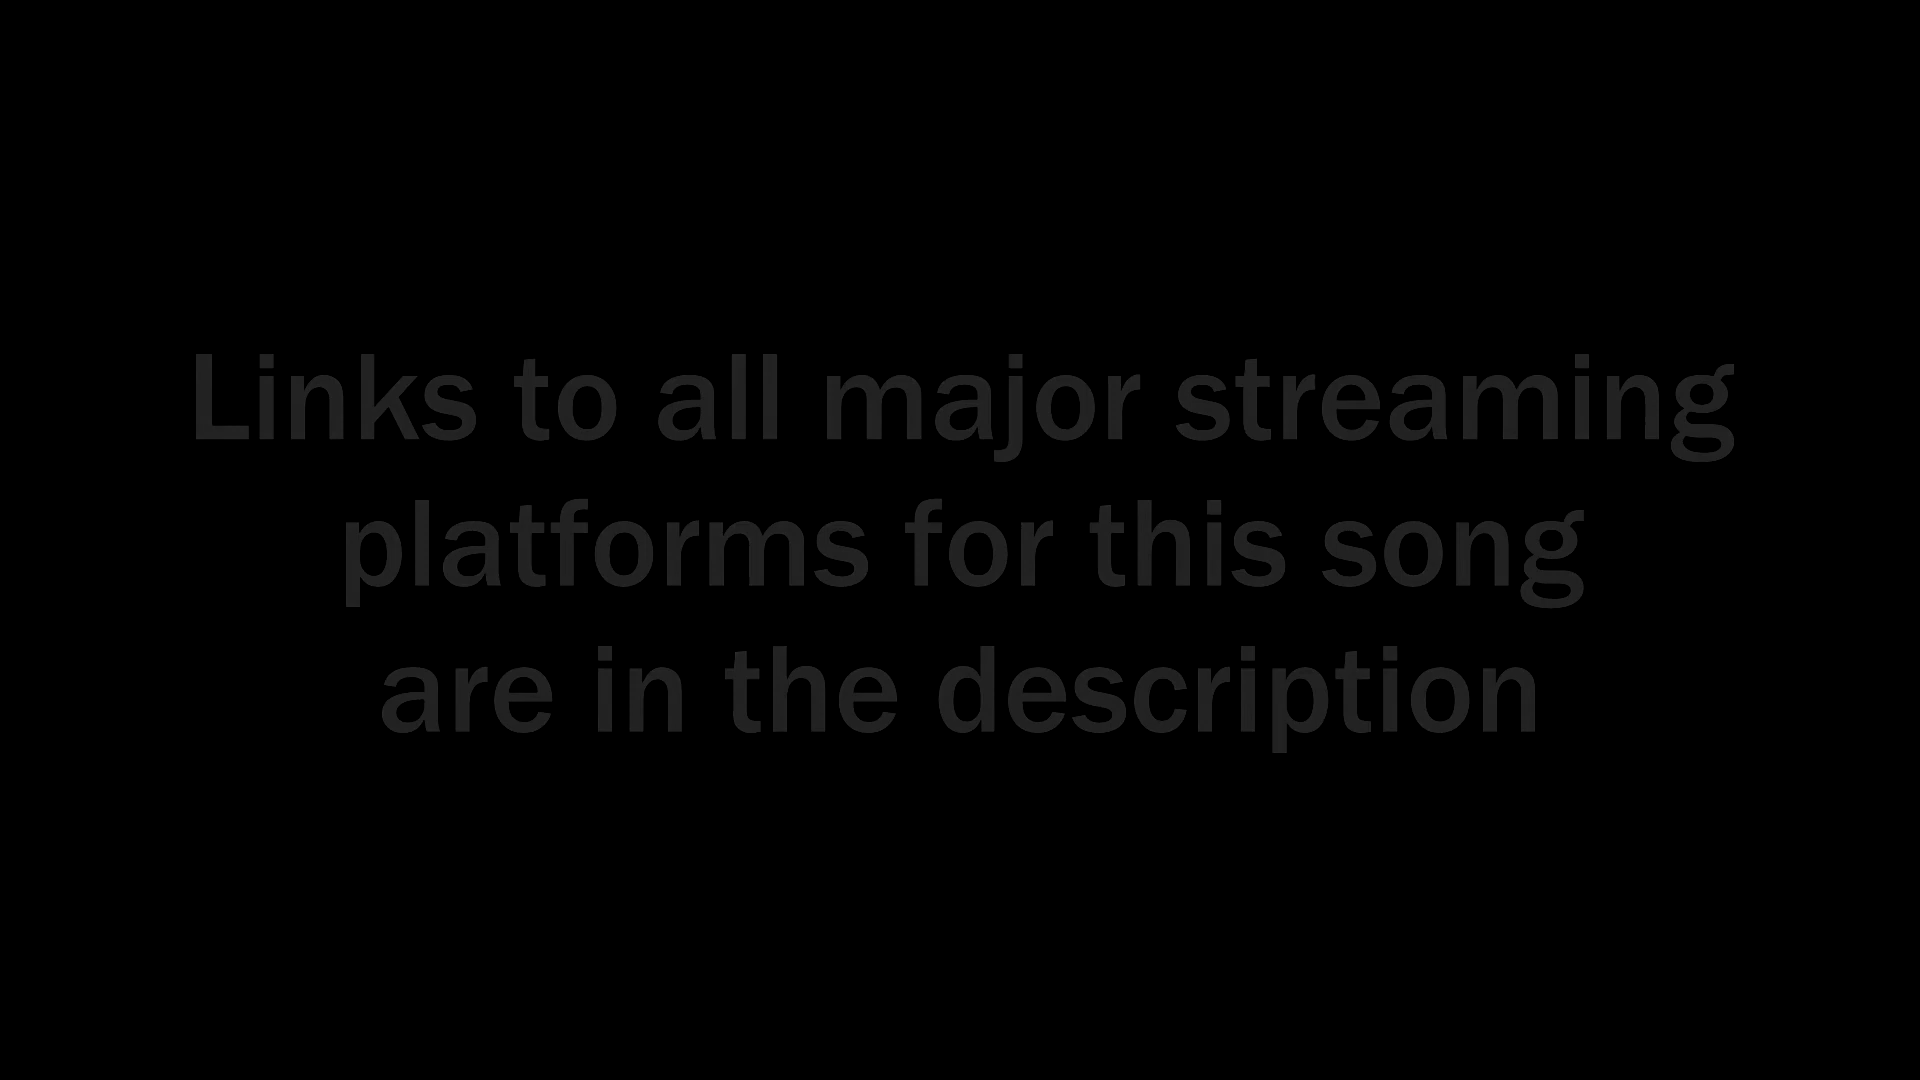 Links to all major streaming
platforms for this song
are in the description